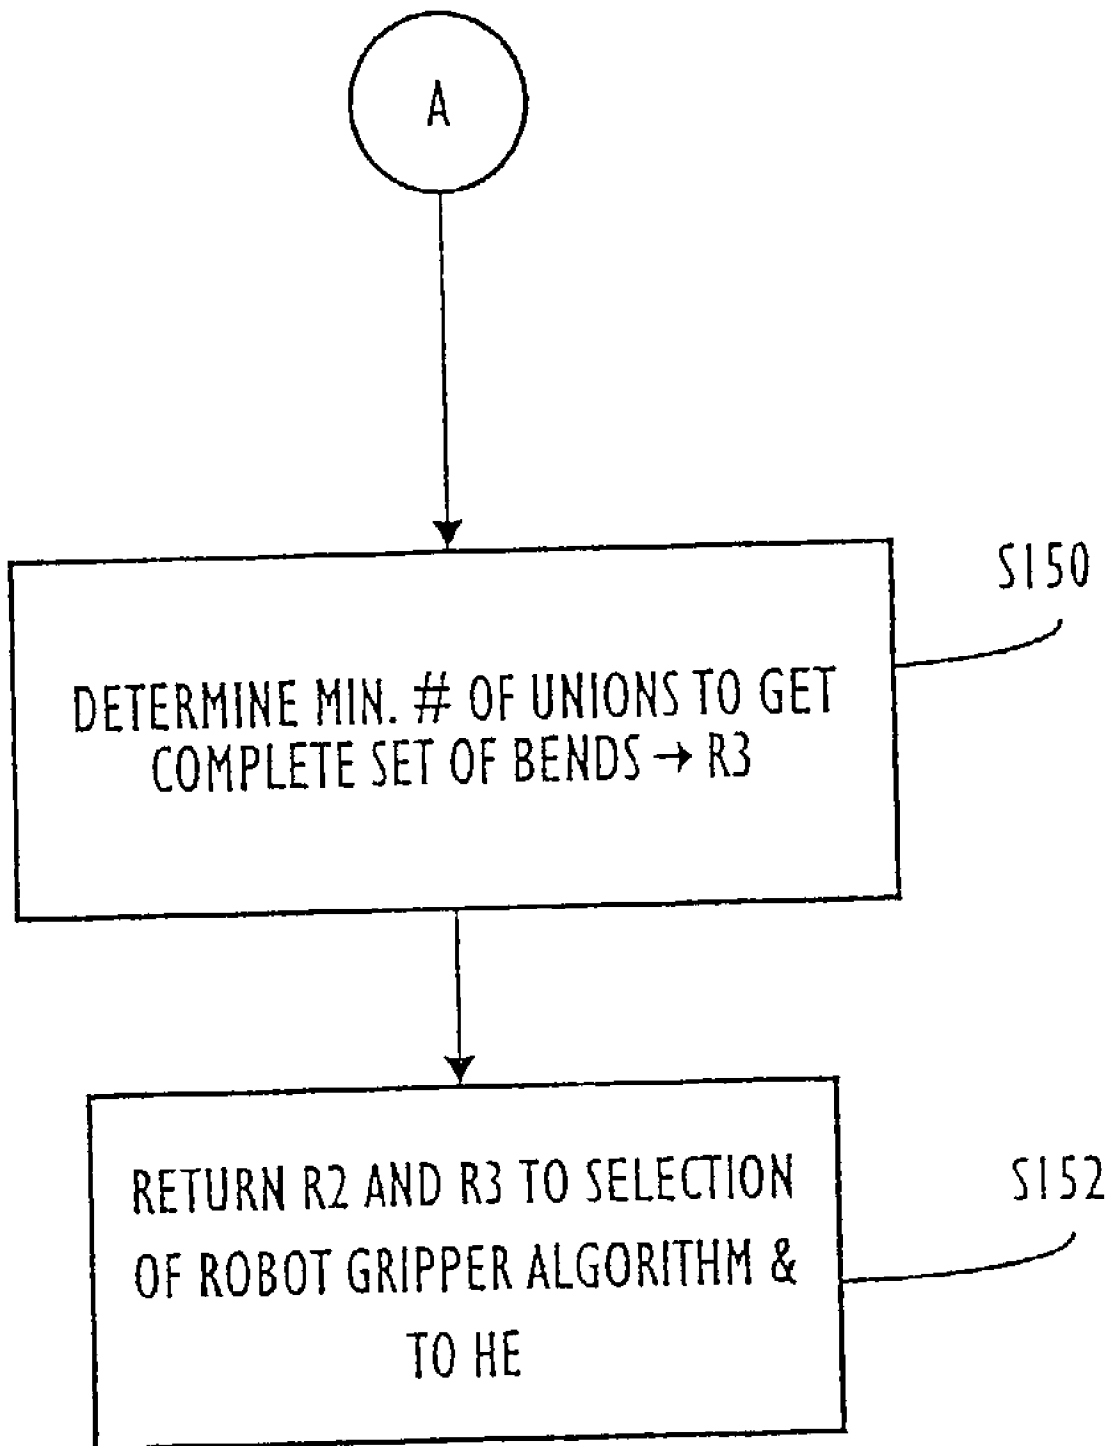 A
S150
DETERMINE MIN. # OF UNIONS TO GET
COMPLETE SET OF BENDS → R3
S152
RETURN R2 AND R3 TO SELECTION
OF ROBOT GRIPPER ALGORITHM &
TO HE